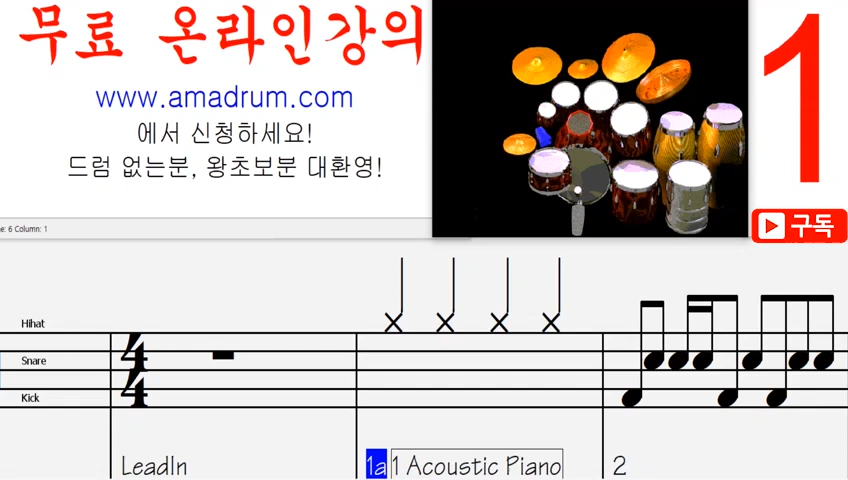 무료 온라인강의
www.amadrum.com
에서 신청하세요!
드럼 없는분, 왕초보분 대환영!
1
구독
e: 6 Column: 1
Hihat
Snare
Kick
4
4
LeadIn
1a 1 Acoustic Piano
2